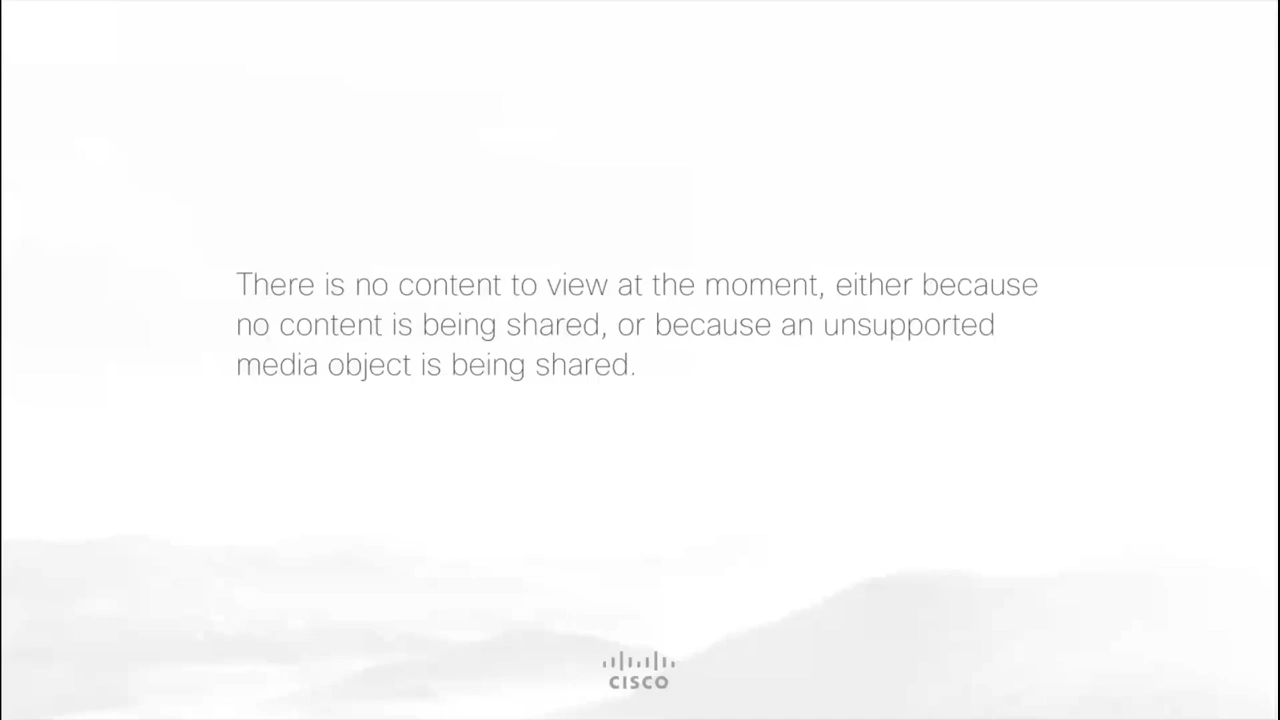 There is no content to view at the moment, either because
no content is being shared, or because an unsupported
media object is being shared.
CISCO